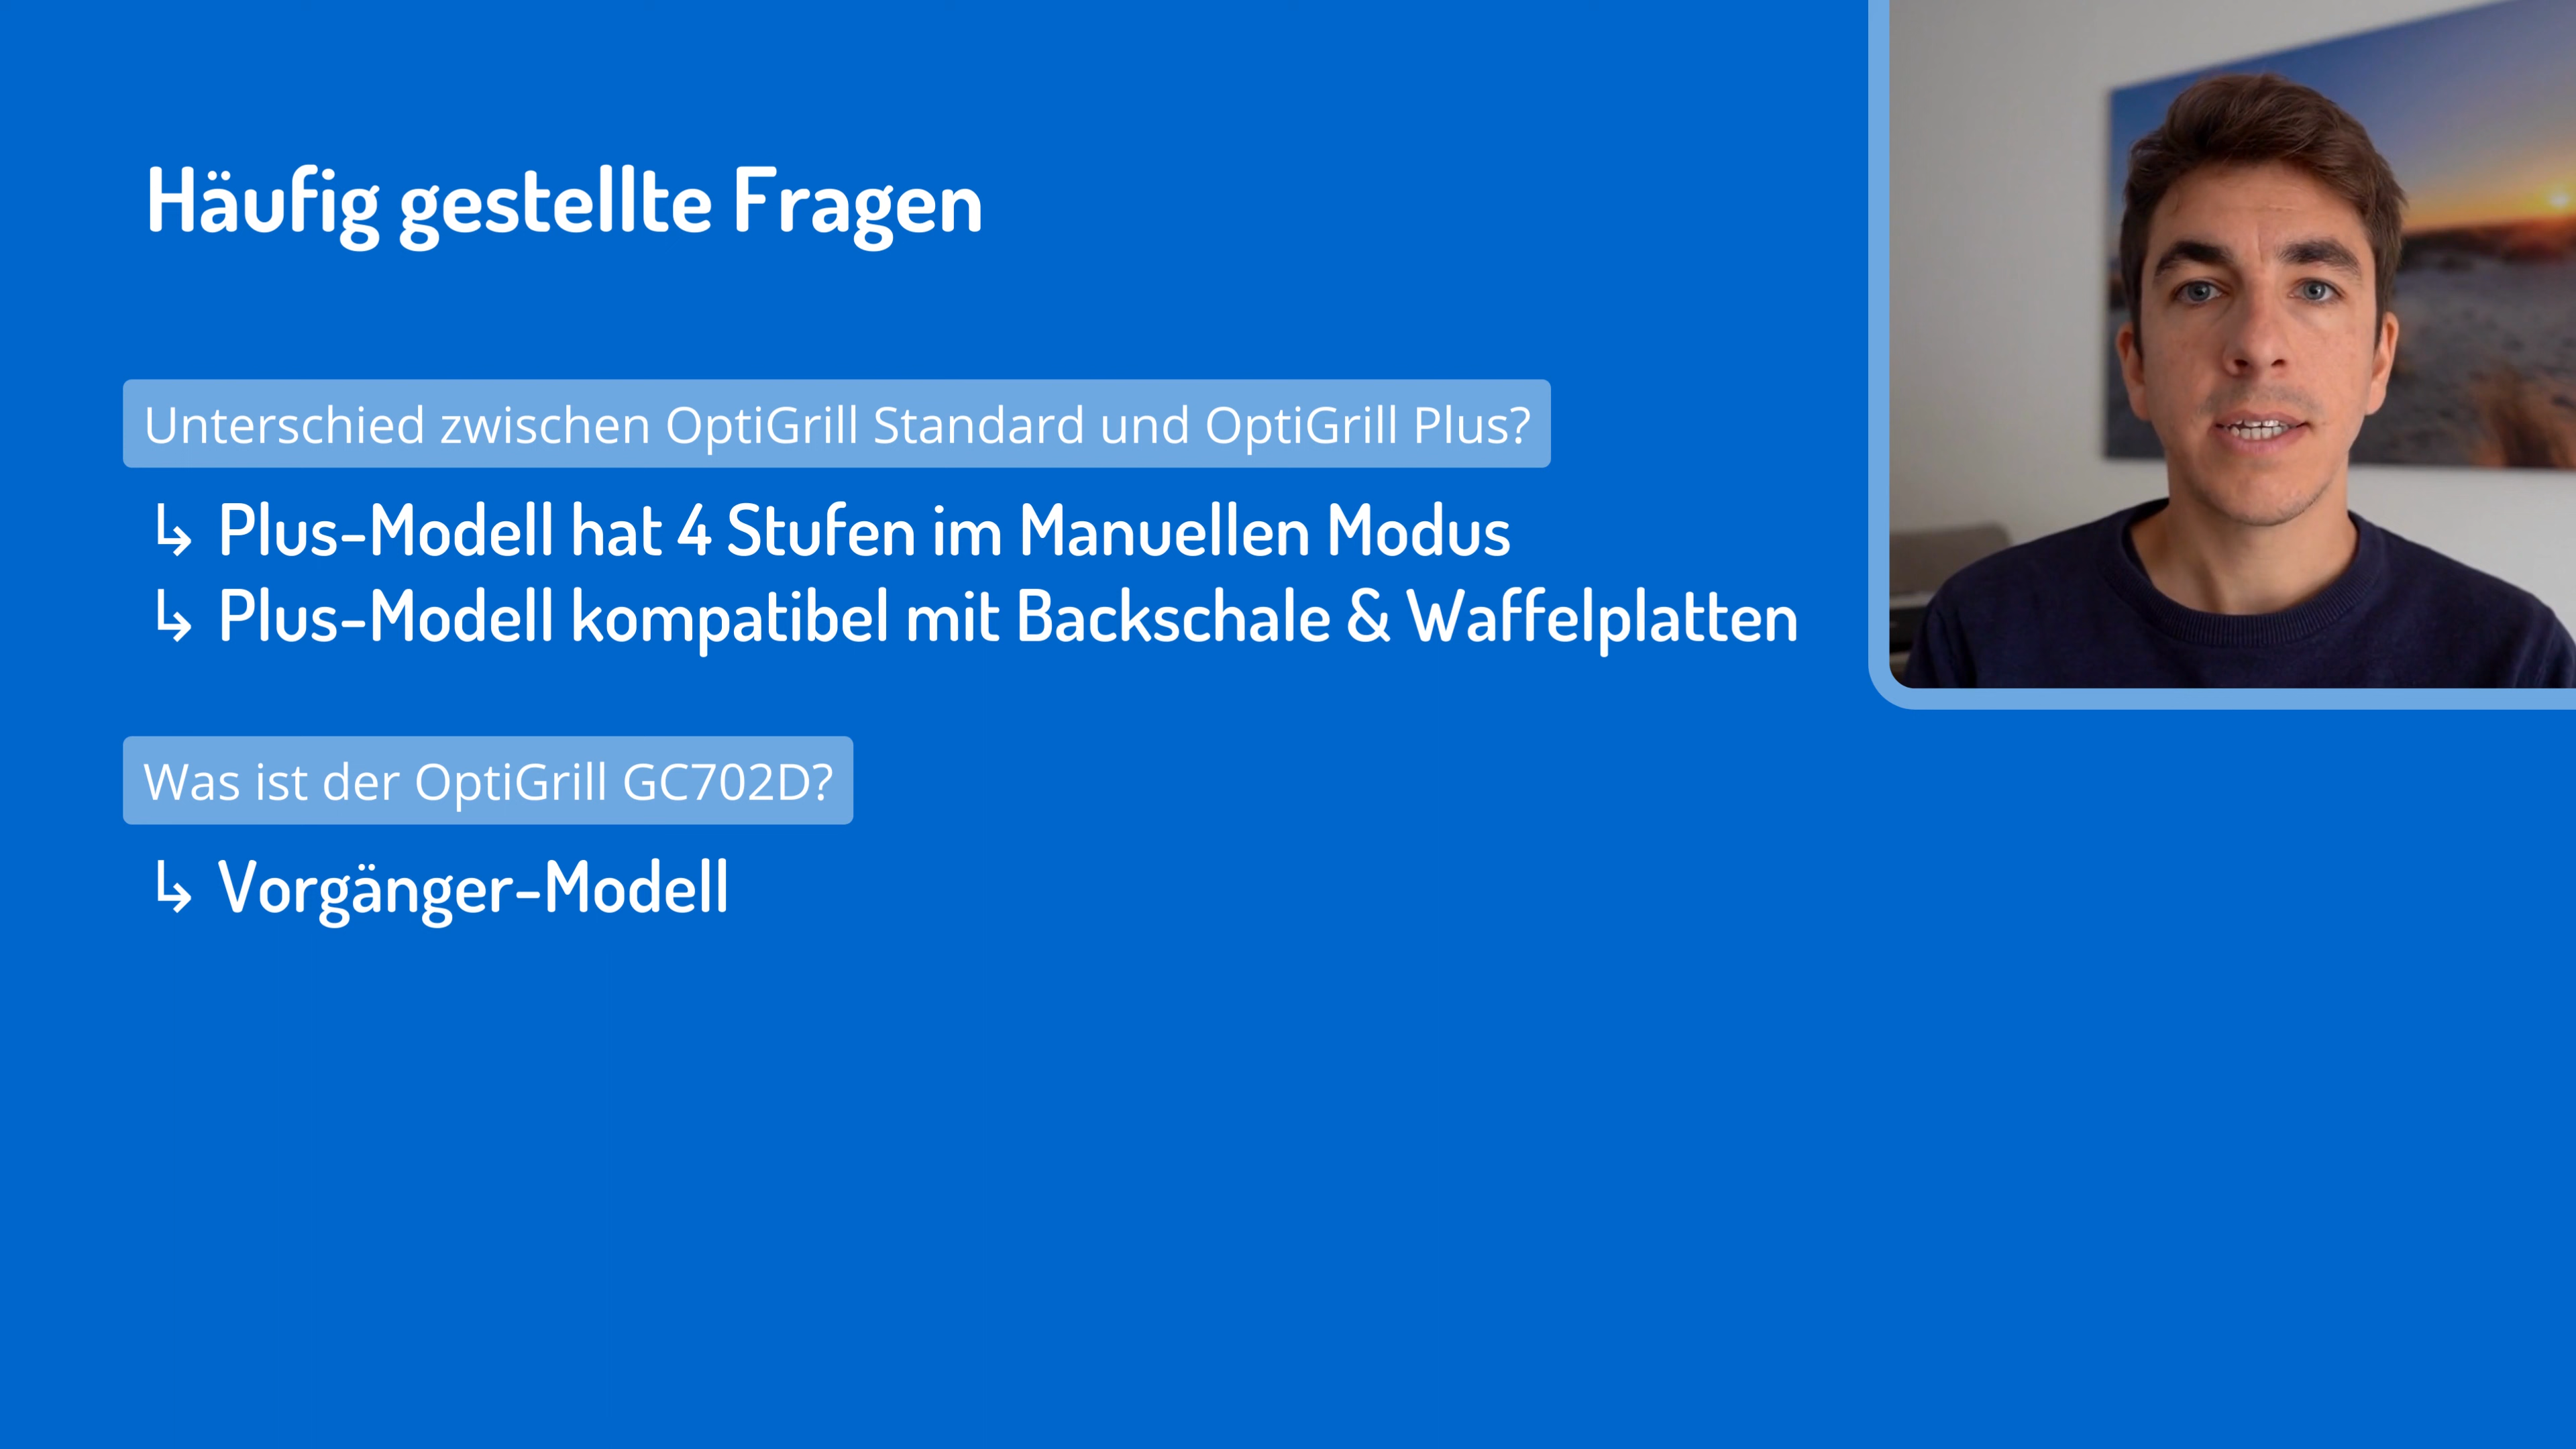 Häufig gestellte Fragen
Unterschied zwischen OptiGrill Standard und OptiGrill Plus?
↳ Plus-Modell hat 4 Stufen im Manuellen Modus
↳ Plus-Modell kompatibel mit Backschale & Waffelplatten
Was ist der OptiGrill GC702D?
↳ Vorgänger-Modell